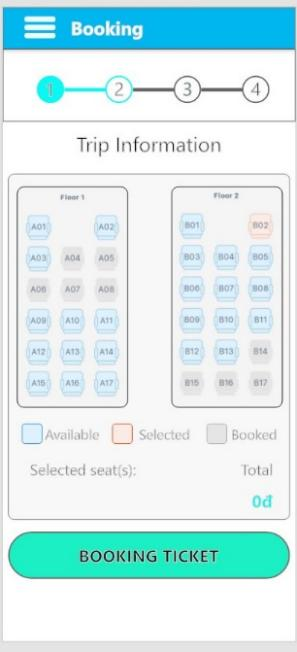 Booking
1 2 3 4
Trip Information
Floor 1
A01 A02
A03 A04 A05
A06 A07 A08
A09 A10 A11
A12 A13 A14
A15 A16 A17
Floor 2
B01 B02
B03 B04 B05
B06 B07 B08
B09 B10 B11
B12 B13 B14
B15 B16 B17
Available Selected Booked
Selected seat(s): Total
0đ
BOOKING TICKET